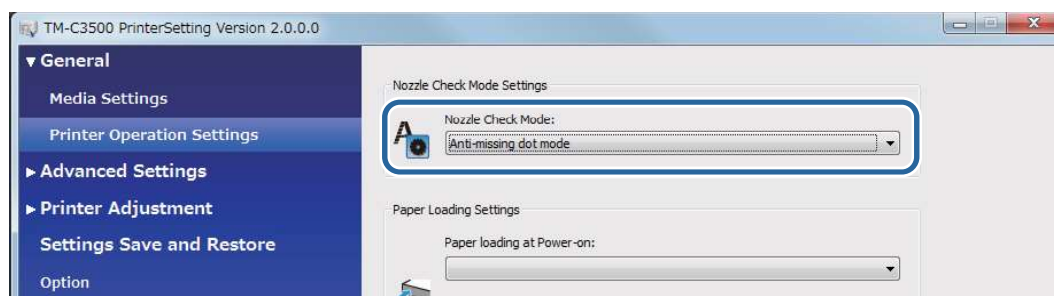 TM-C3500 PrinterSetting Version 2.0.0.0
▼ General
Media Settings
Printer Operation Settings
► Advanced Settings
► Printer Adjustment
Settings Save and Restore
Option
Nozzle Check Mode Settings
Nozzle Check Mode:
Anti-missing dot mode
Paper Loading Settings
Paper loading at Power-on: